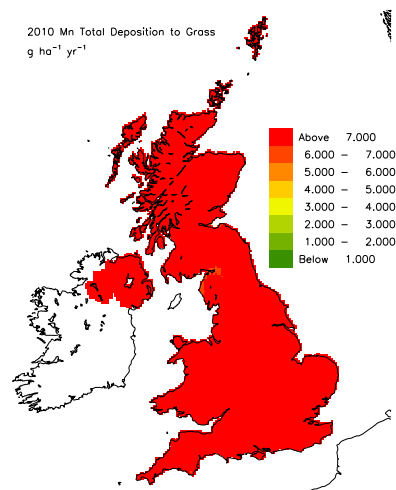 2010 Mn Total Deposition to Grass
g ha⁻¹ yr⁻¹
Above 7.000
6.000 – 7.000
5.000 – 6.000
4.000 – 5.000
3.000 – 4.000
2.000 – 3.000
1.000 – 2.000
Below 1.000